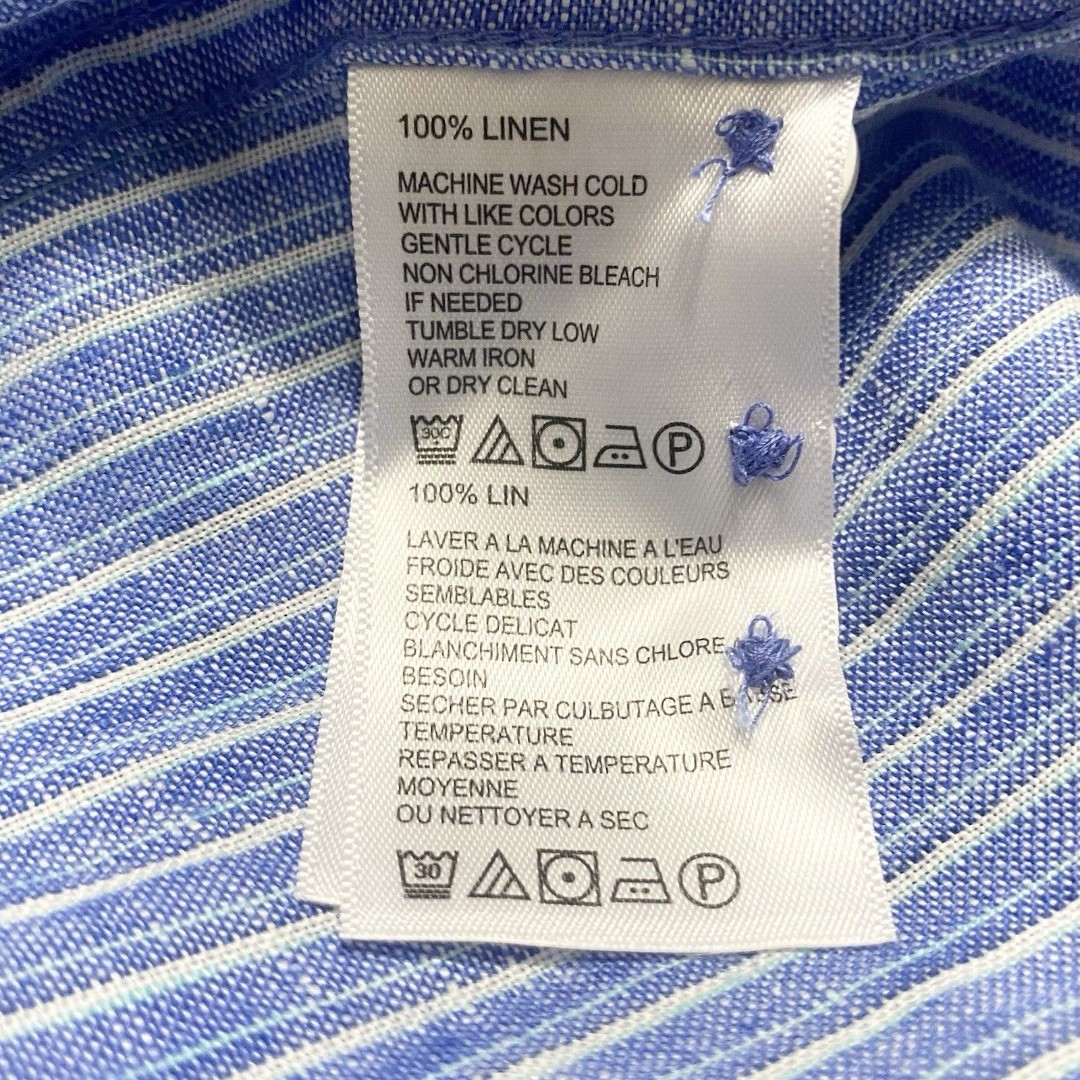 100% LINEN
MACHINE WASH COLD
WITH LIKE COLORS
GENTLE CYCLE
NON CHLORINE BLEACH
IF NEEDED
TUMBLE DRY LOW
WARM IRON
OR DRY CLEAN
30C P
100% LIN
LAVER A LA MACHINE A L'EAU
FROIDE AVEC DES COULEURS
SEMBLABLES
CYCLE DELICAT
BLANCHIMENT SANS CHLORE
BESOIN
SECHER PAR CULBUTAGE A
TEMPERATURE
REPASSER A TEMPERATURE
MOYENNE
OU NETTOYER A SEC
30 P